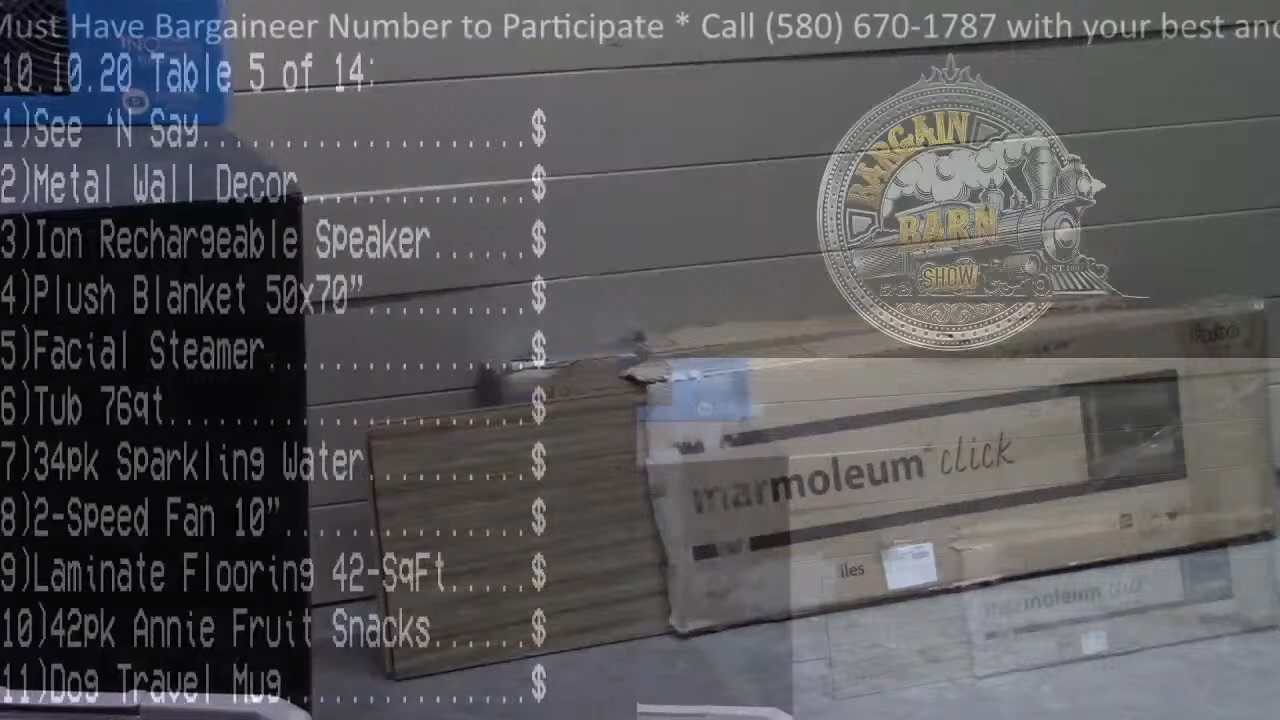 Must Have Bargaineer Number to Participate * Call (580) 670-1787 with your best and
10.10.20 Table 5 of 14:
1)See ‘N Say..................$
2)Metal Wall Decor............$
3)Ion Rechargeable Speaker......$
4)Plush Blanket 50x70”..........$
5)Facial Steamer................$
6)Tub 76qt......................$
7)34pk Sparkling Water..........$
8)2-Speed Fan 10”...............$
9)Laminate Flooring 42-SqFt.....$
10)42pk Annie Fruit Snacks......$
11)Dog Travel Mug...............$
BARGAIN
BARN
SHOW
marmoleum click
iles
marmoleum click